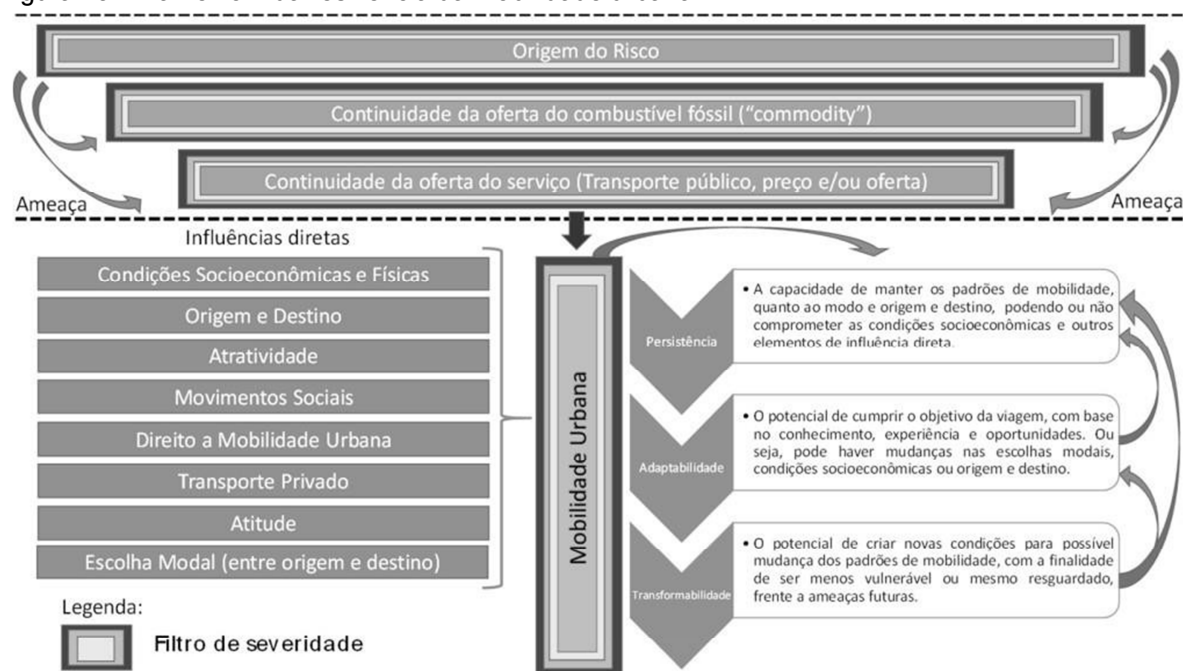 Origem do Risco
Continuidade da oferta do combustível fóssil (“commodity”)
Continuidade da oferta do serviço (Transporte público, preço e/ou oferta)
Ameaça
Ameaça
Influências diretas
Condições Socioeconômicas e Físicas
Origem e Destino
Atratividade
Movimentos Sociais
Direito a Mobilidade Urbana
Transporte Privado
Atitude
Escolha Modal (entre origem e destino)
Mobilidade Urbana
Persistência
• A capacidade de manter os padrões de mobilidade,
quanto ao modo e origem e destino, podendo ou não
comprometer as condições socioeconômicas e outros
elementos de influência direta.
Adaptabilidade
• O potencial de cumprir o objetivo da viagem, com base
no conhecimento, experiência e oportunidades. Ou
seja, pode haver mudanças nas escolhas modais,
condições socioeconômicas ou origem e destino.
Transformabilidade
• O potencial de criar novas condições para possível
mudança dos padrões de mobilidade, com a finalidade
de ser menos vulnerável ou mesmo resguardado,
frente a ameaças futuras.
Legenda:
Filtro de severidade